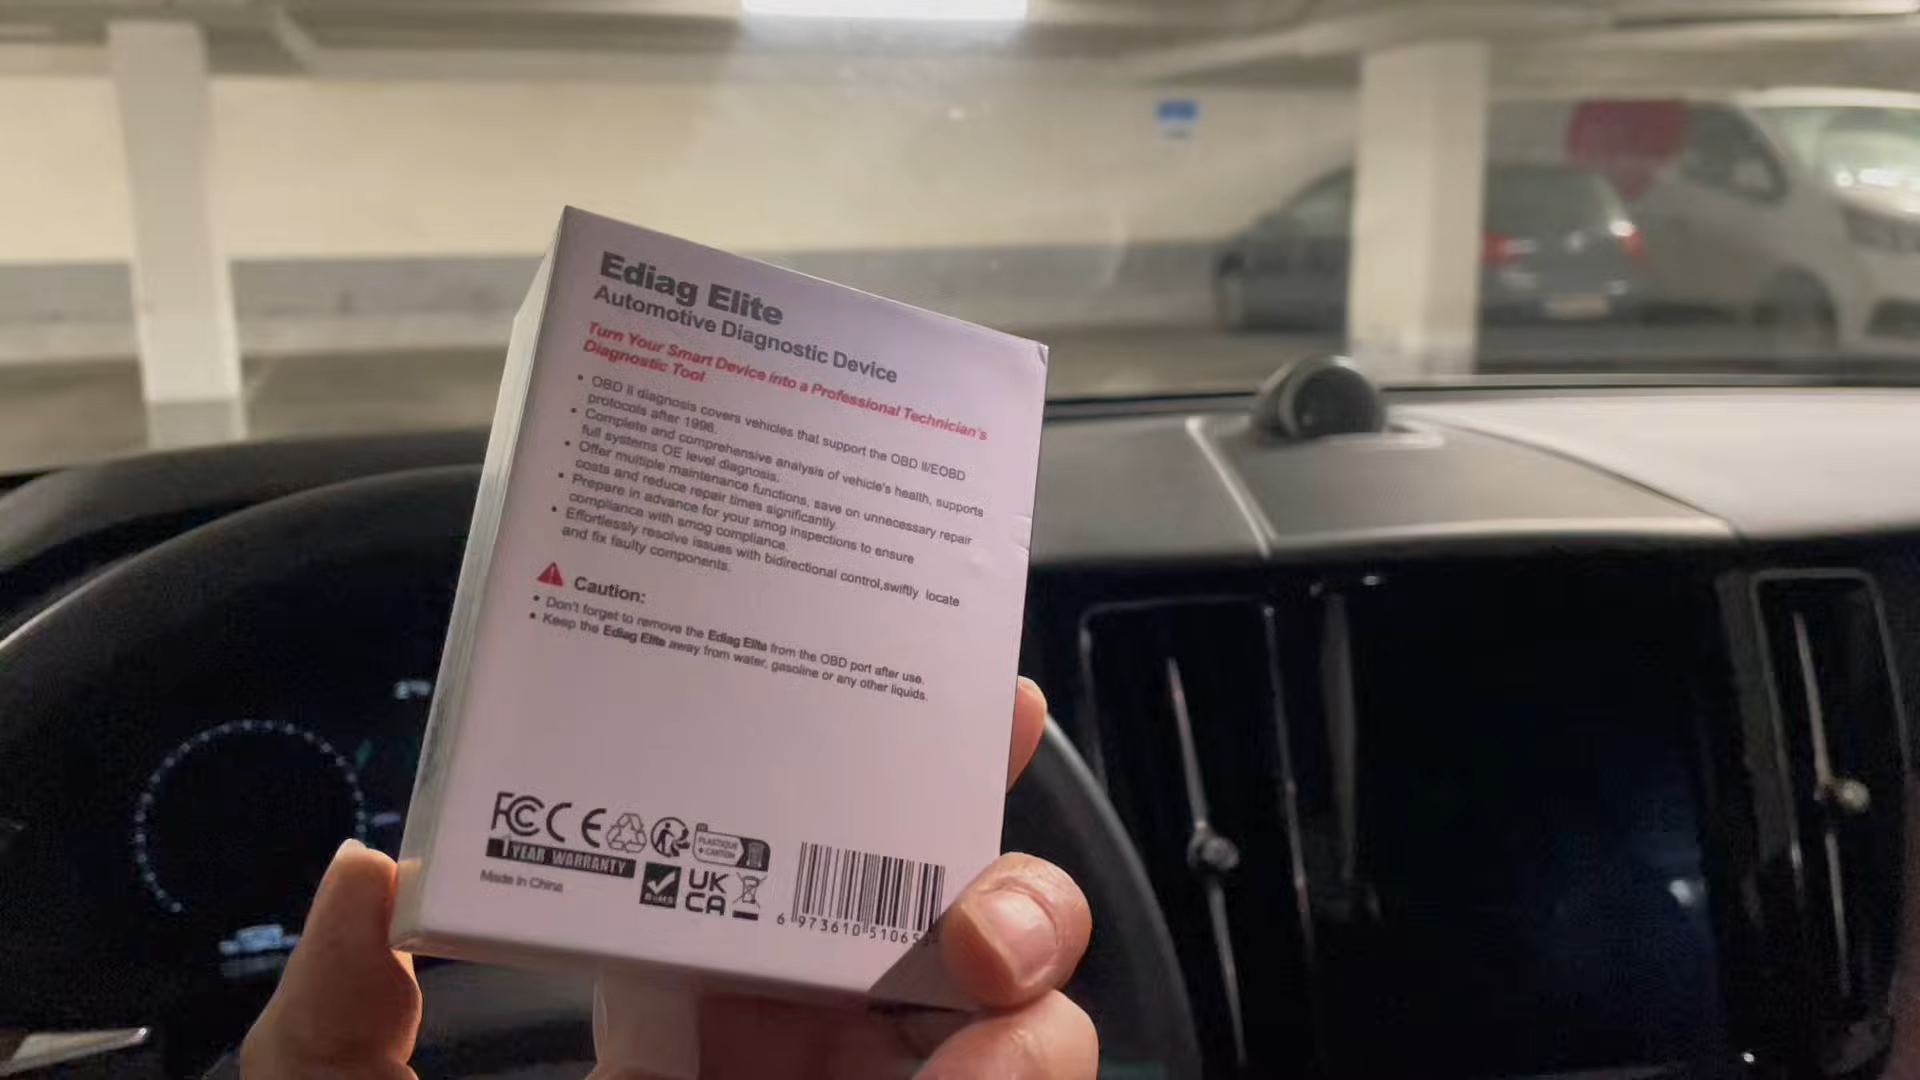 Ediag Elite
Automotive Diagnostic Device
Turn Your Smart Device into a Professional Technician's
Diagnostic Tool
• OBD II diagnosis covers vehicles that support the OBD II/EOBD
protocols after 1996.
• Complete and comprehensive analysis of vehicle's health, supports
full systems OE level diagnosis.
• Offer multiple maintenance functions, save on unnecessary repair
costs and reduce repair times significantly.
• Prepare in advance for your smog inspections to ensure
compliance with smog compliance.
• Effortlessly resolve issues with bidirectional control,swiftly locate
and fix faulty components.
Caution:
• Don't forget to remove the Ediag Elite from the OBD port after use.
• Keep the Ediag Elite away from water, gasoline or any other liquids.
FC CE
PLASTIQUE
+ CARTON
1 YEAR WARRANTY
Made in China
RoHS
UK
CA
6 973610 51065